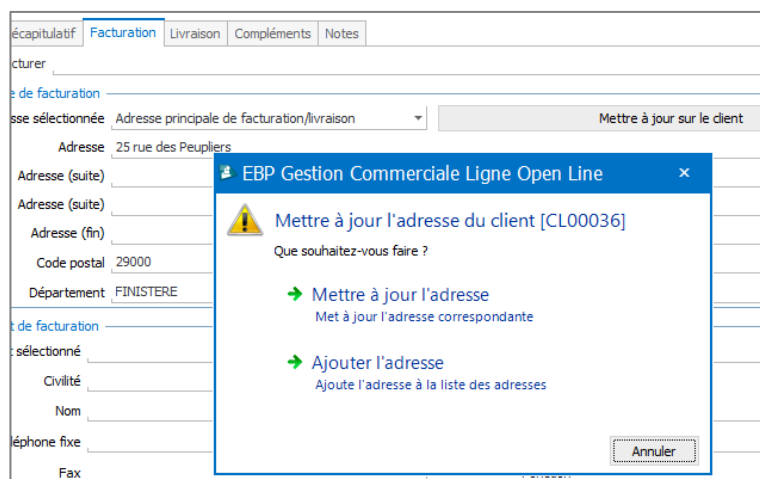 écapitulatif Facturation Livraison Compléments Notes
cturer
e de facturation
sse sélectionnée Adresse principale de facturation/livraison Mettre à jour sur le client
Adresse 25 rue des Peupliers
EBP Gestion Commerciale Ligne Open Line ×
Adresse (suite)
Mettre à jour l'adresse du client [CL00036]
Adresse (suite)
Adresse (fin)
Que souhaitez-vous faire ?
Code postal 29000
Département FINISTERE
Mettre à jour l'adresse
Met à jour l'adresse correspondante
t de facturation
t sélectionné
Ajouter l'adresse
Civilité
Ajoute l'adresse à la liste des adresses
Nom
léphone fixe
Annuler
Fax